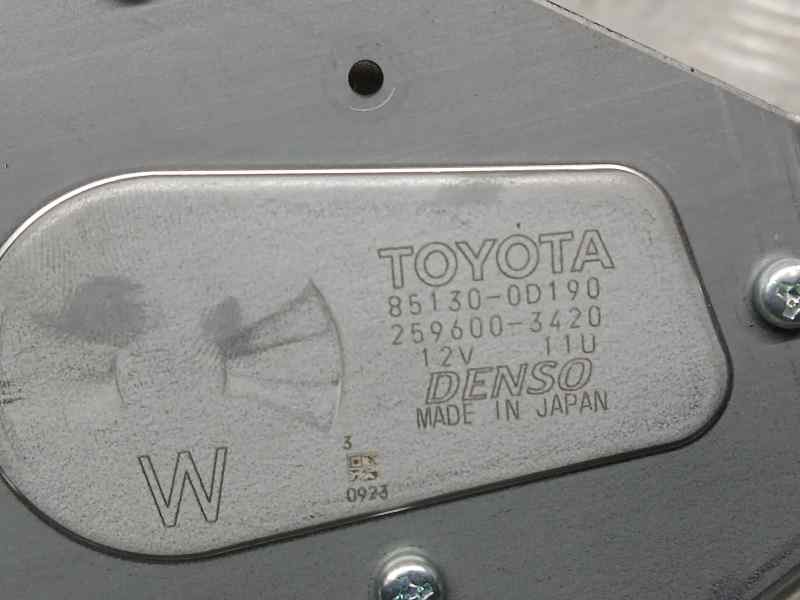 TOYOTA
85130-0D190
259600-3420
12V 11U
DENSO
MADE IN JAPAN
W
3
0923